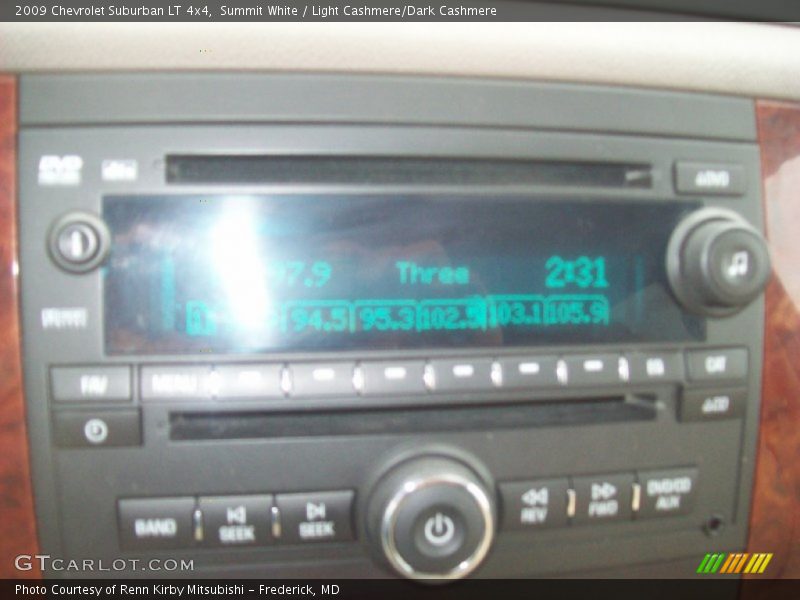 2009 Chevrolet Suburban LT 4x4, Summit White / Light Cashmere/Dark Cashmere
DVD
Three 2:31
94.5 95.3 102.5 103.1 105.9
FAV MENU CAT
BAND SEEK SEEK REV FWD DVD/CD AUX
GTCARLOT.COM
Photo Courtesy of Renn Kirby Mitsubishi – Frederick, MD